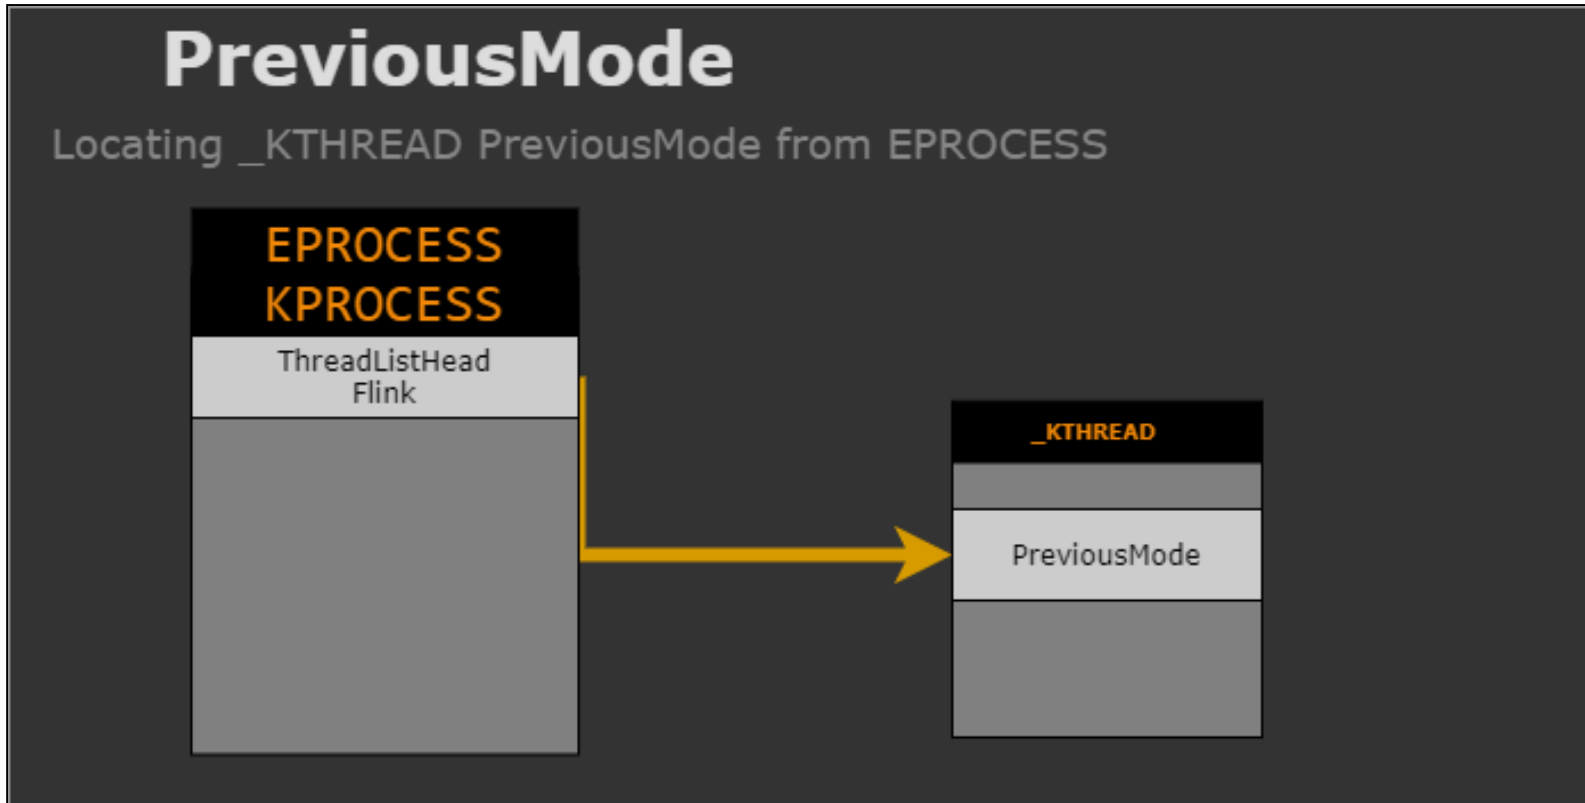 PreviousMode
Locating _KTHREAD PreviousMode from EPROCESS
EPROCESS
KPROCESS
ThreadListHead
Flink
_KTHREAD
PreviousMode